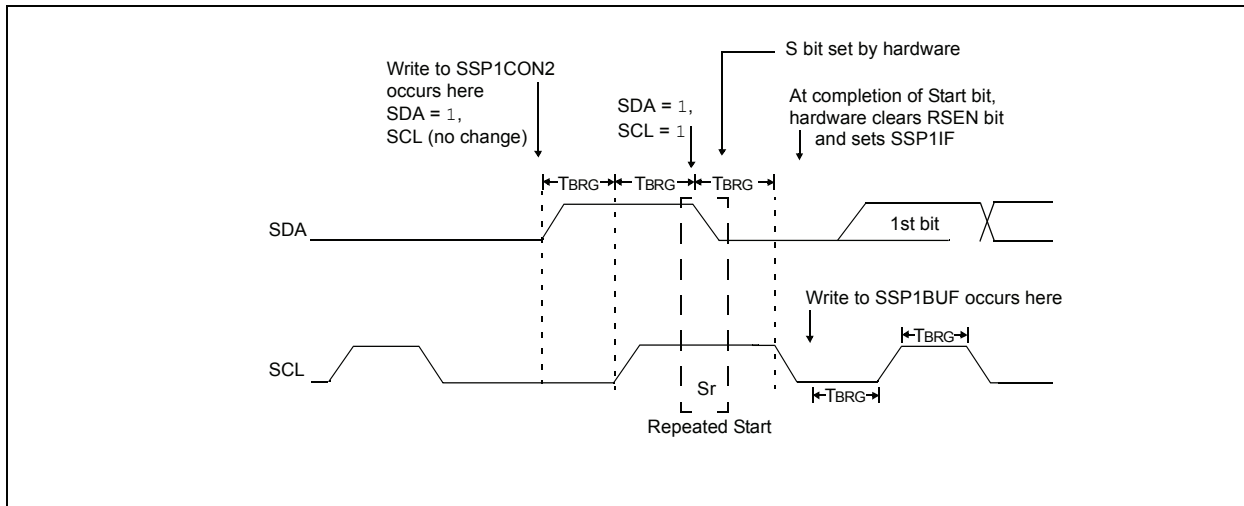 S bit set by hardware
Write to SSP1CON2
occurs here
SDA = 1,
SCL (no change)
SDA = 1,
SCL = 1
At completion of Start bit,
hardware clears RSEN bit
and sets SSP1IF
TBRG TBRG TBRG
SDA
1st bit
Write to SSP1BUF occurs here
TBRG
SCL
Sr
TBRG
Repeated Start